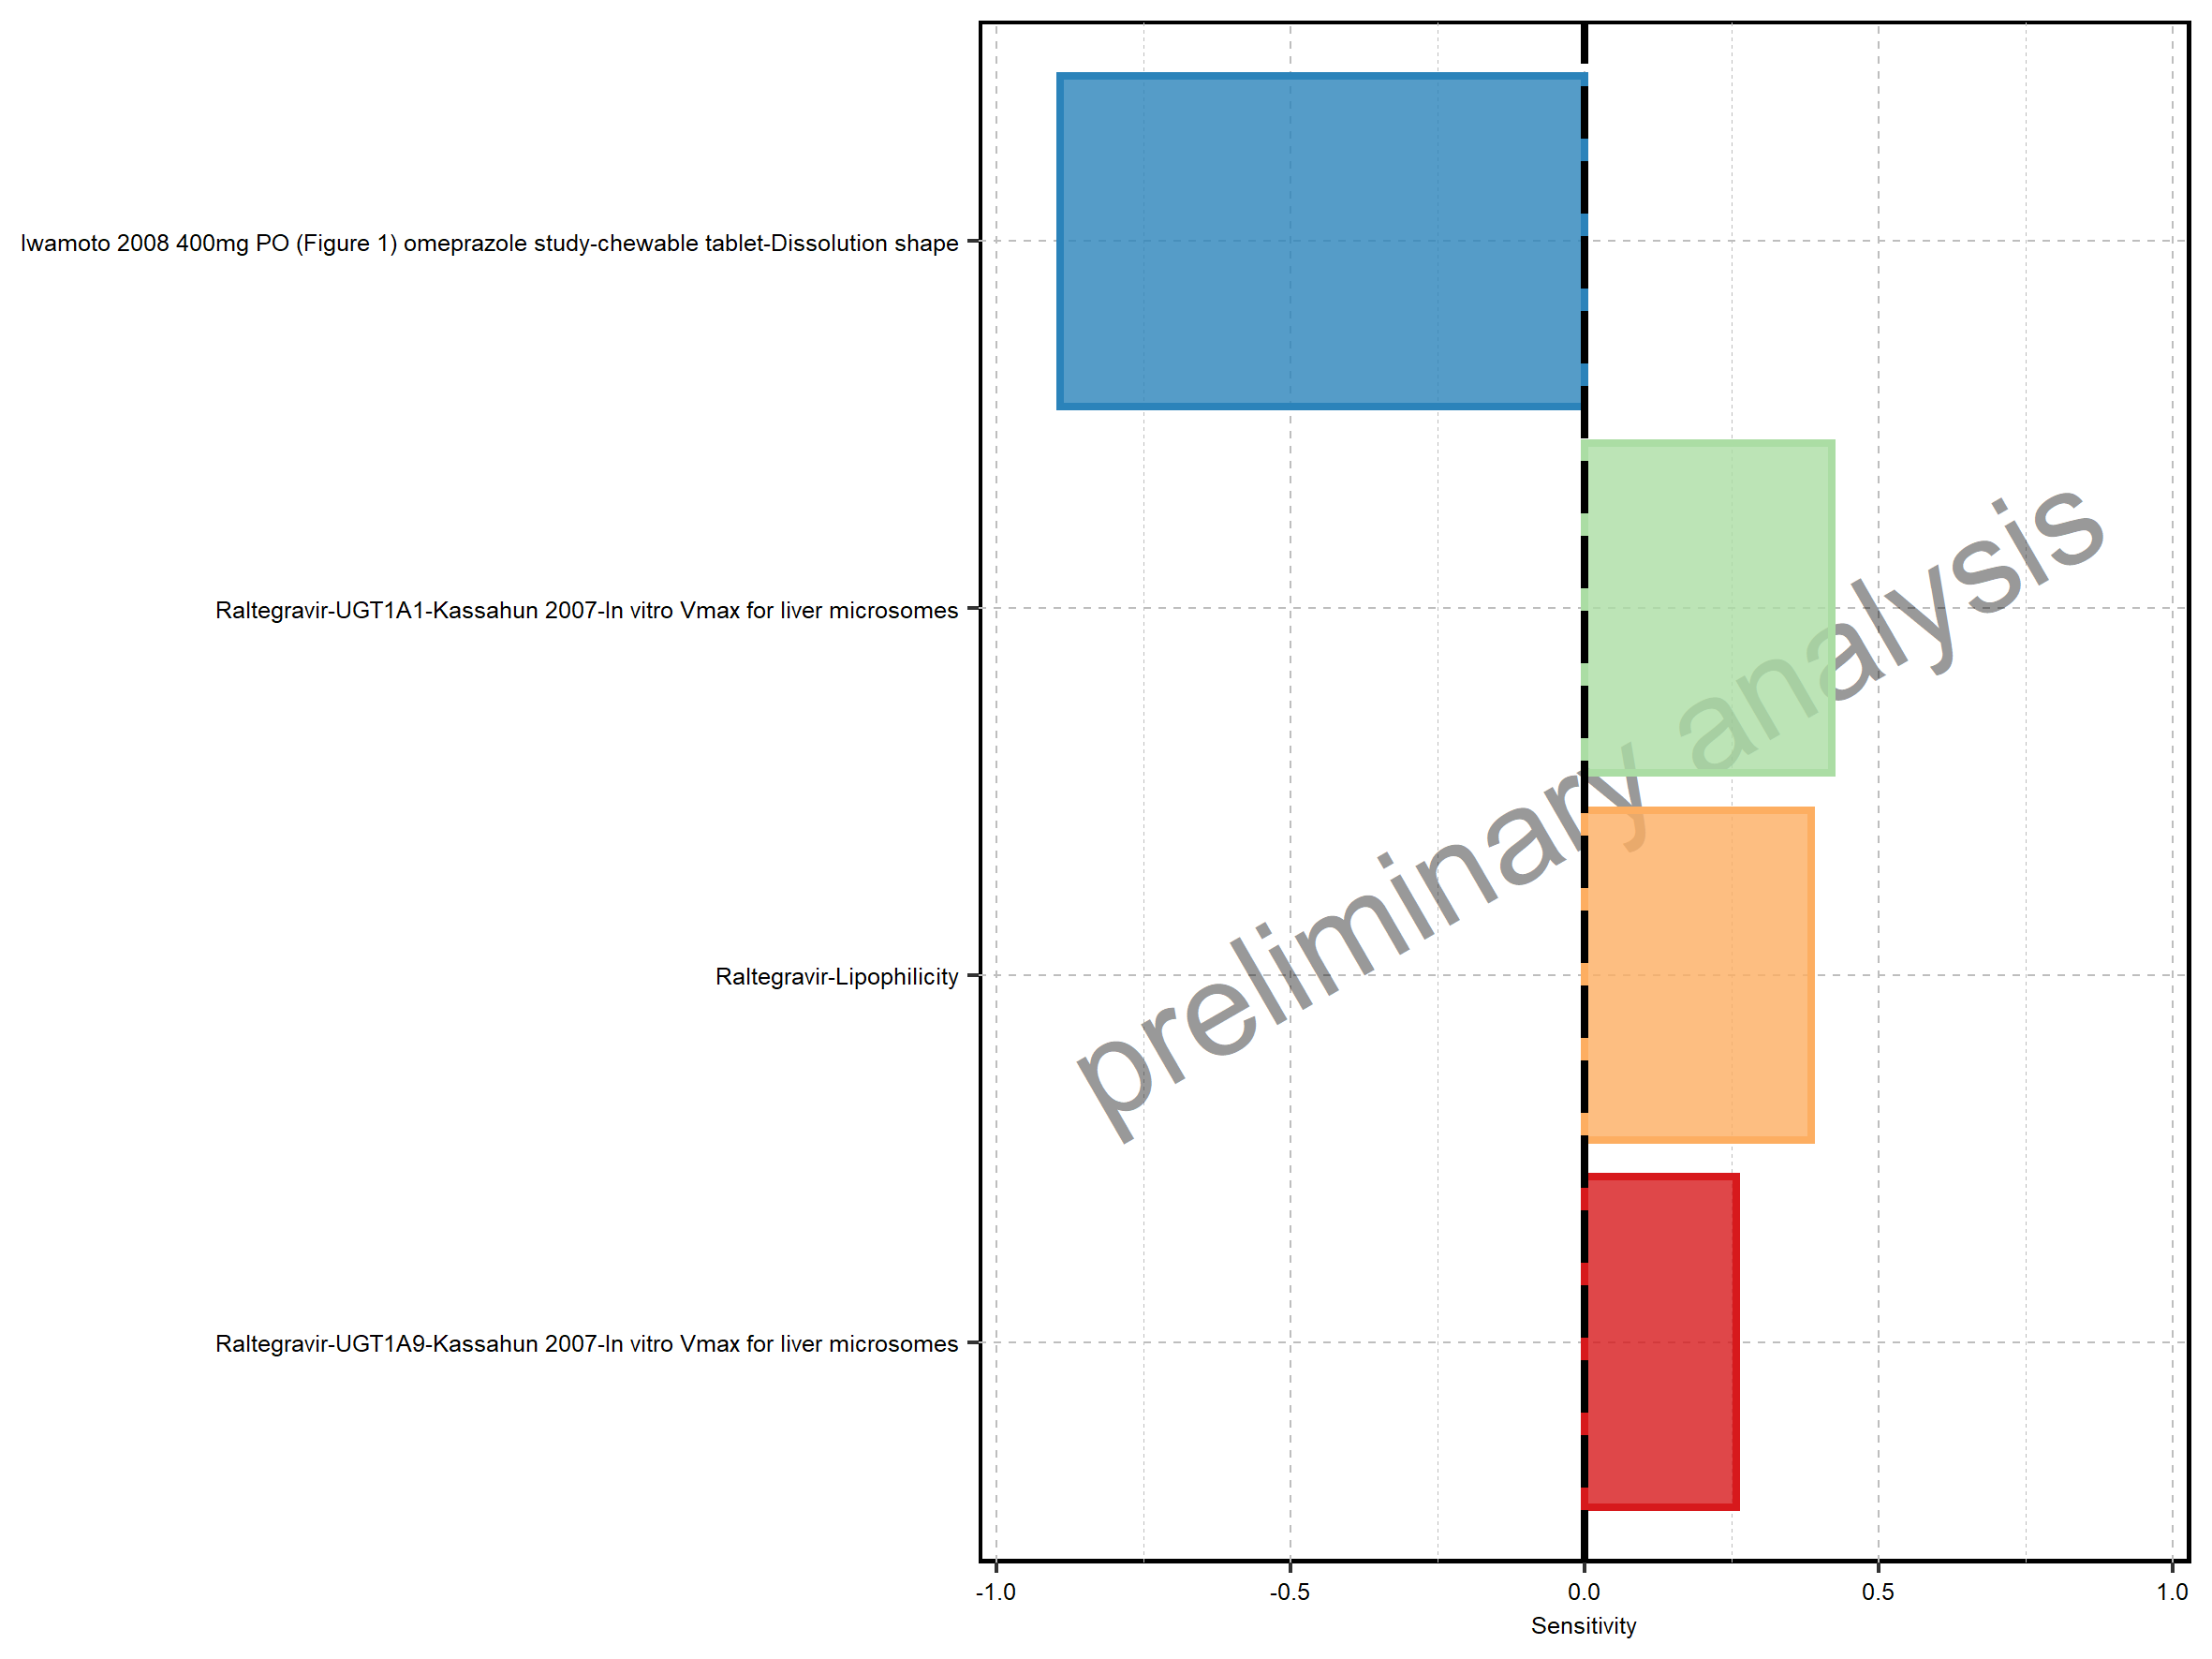 Iwamoto 2008 400mg PO (Figure 1) omeprazole study-chewable tablet-Dissolution shape
Raltegravir-UGT1A1-Kassahun 2007-In vitro Vmax for liver microsomes
Raltegravir-Lipophilicity
Raltegravir-UGT1A9-Kassahun 2007-In vitro Vmax for liver microsomes
preliminary analysis
-1.0 -0.5 0.0 0.5 1.0
Sensitivity